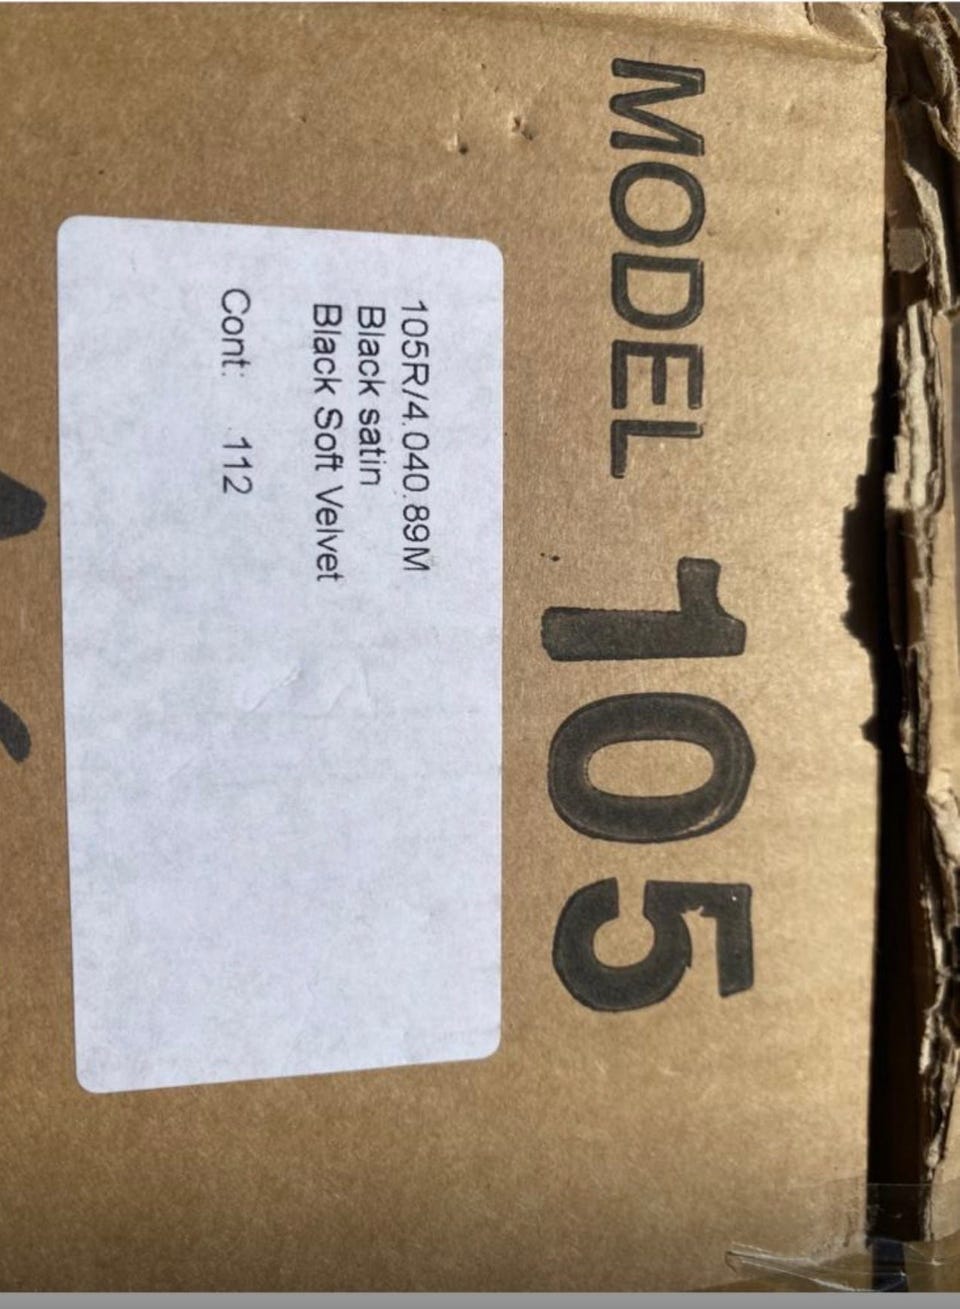 MODEL 105
105R/4.040.89M
Black satin
Black Soft Velvet
Cont: 112